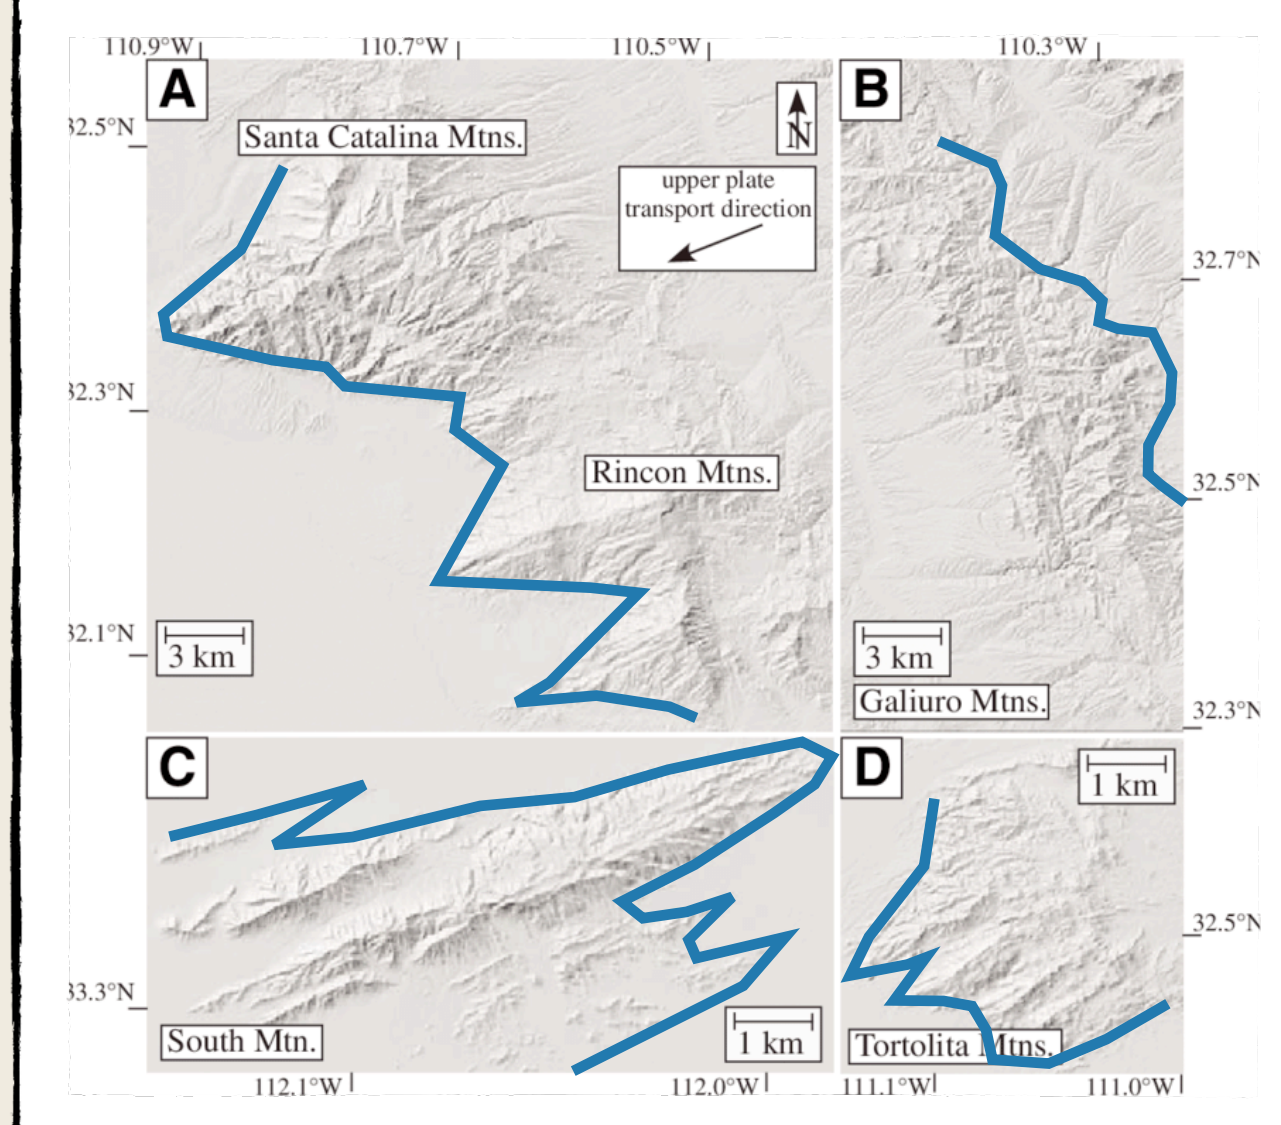 110.9°W 110.7°W 110.5°W 110.3°W
A
B
N
32.5°N
Santa Catalina Mtns.
upper plate
transport direction
32.7°N
32.3°N
Rincon Mtns.
32.5°N
32.1°N
3 km
3 km
Galiuro Mtns.
32.3°N
C
D
1 km
32.5°N
33.3°N
South Mtn.
1 km
Tortolita Mtns.
112.1°W 112.0°W 111.1°W 111.0°W